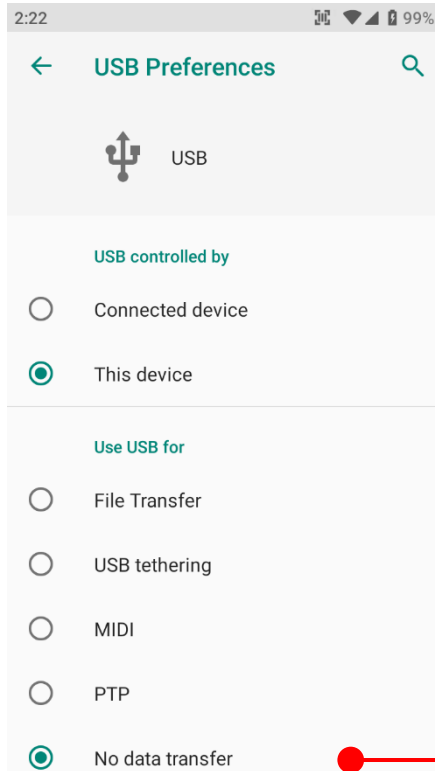 2:22
99%
USB Preferences
USB
USB controlled by
Connected device
This device
Use USB for
File Transfer
USB tethering
MIDI
PTP
No data transfer